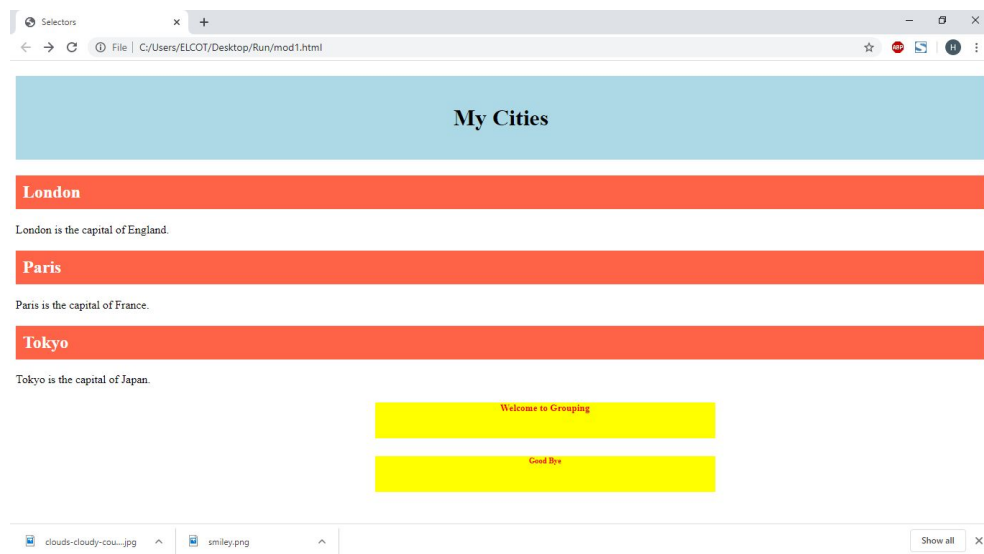 Selectors
File | C:/Users/ELCOT/Desktop/Run/mod1.html
ABP
H
My Cities
London
London is the capital of England.
Paris
Paris is the capital of France.
Tokyo
Tokyo is the capital of Japan.
Welcome to Grouping
Good Bye
clouds-cloudy-cou....jpg
smiley.png
Show all